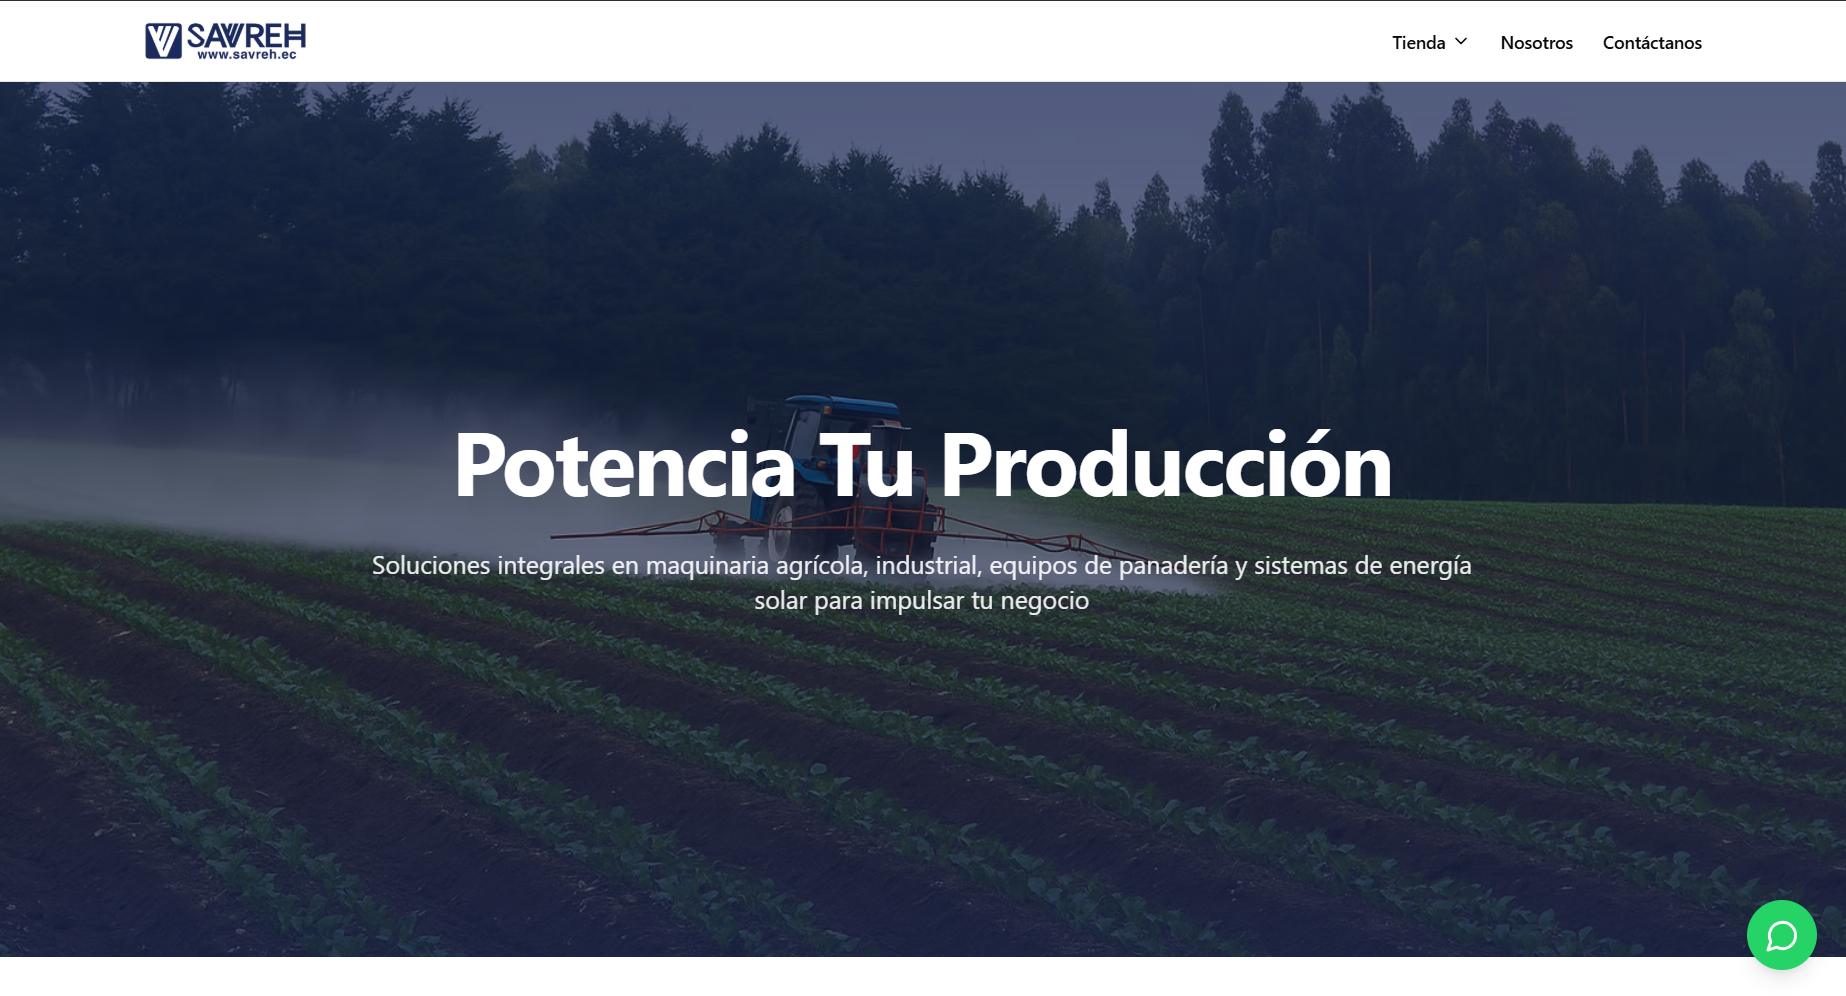 SAVREH
www.savreh.ec
Tienda
Nosotros
Contáctanos
Potencia Tu Producción
Soluciones integrales en maquinaria agrícola, industrial, equipos de panadería y sistemas de energía
solar para impulsar tu negocio